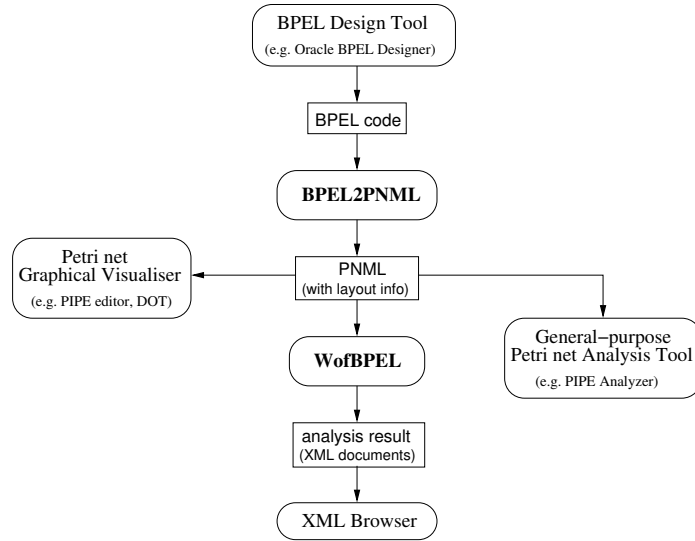 BPEL Design Tool
(e.g. Oracle BPEL Designer)
BPEL code
BPEL2PNML
Petri net
Graphical Visualiser
(e.g. PIPE editor, DOT)
PNML
(with layout info)
General−purpose
Petri net Analysis Tool
(e.g. PIPE Analyzer)
WofBPEL
analysis result
(XML documents)
XML Browser